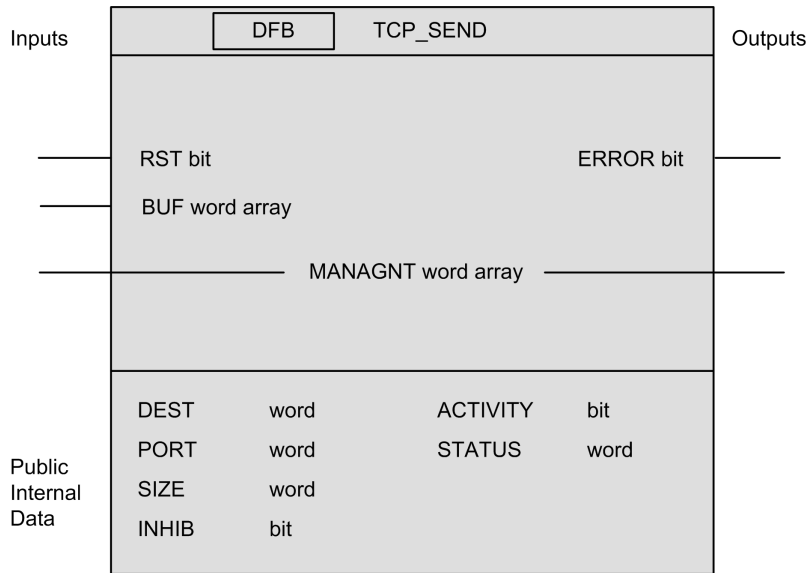 Inputs
DFB TCP_SEND
Outputs
RST bit ERROR bit
BUF word array
MANAGNT word array
DEST word ACTIVITY bit
PORT word STATUS word
SIZE word
INHIB bit
Public
Internal
Data